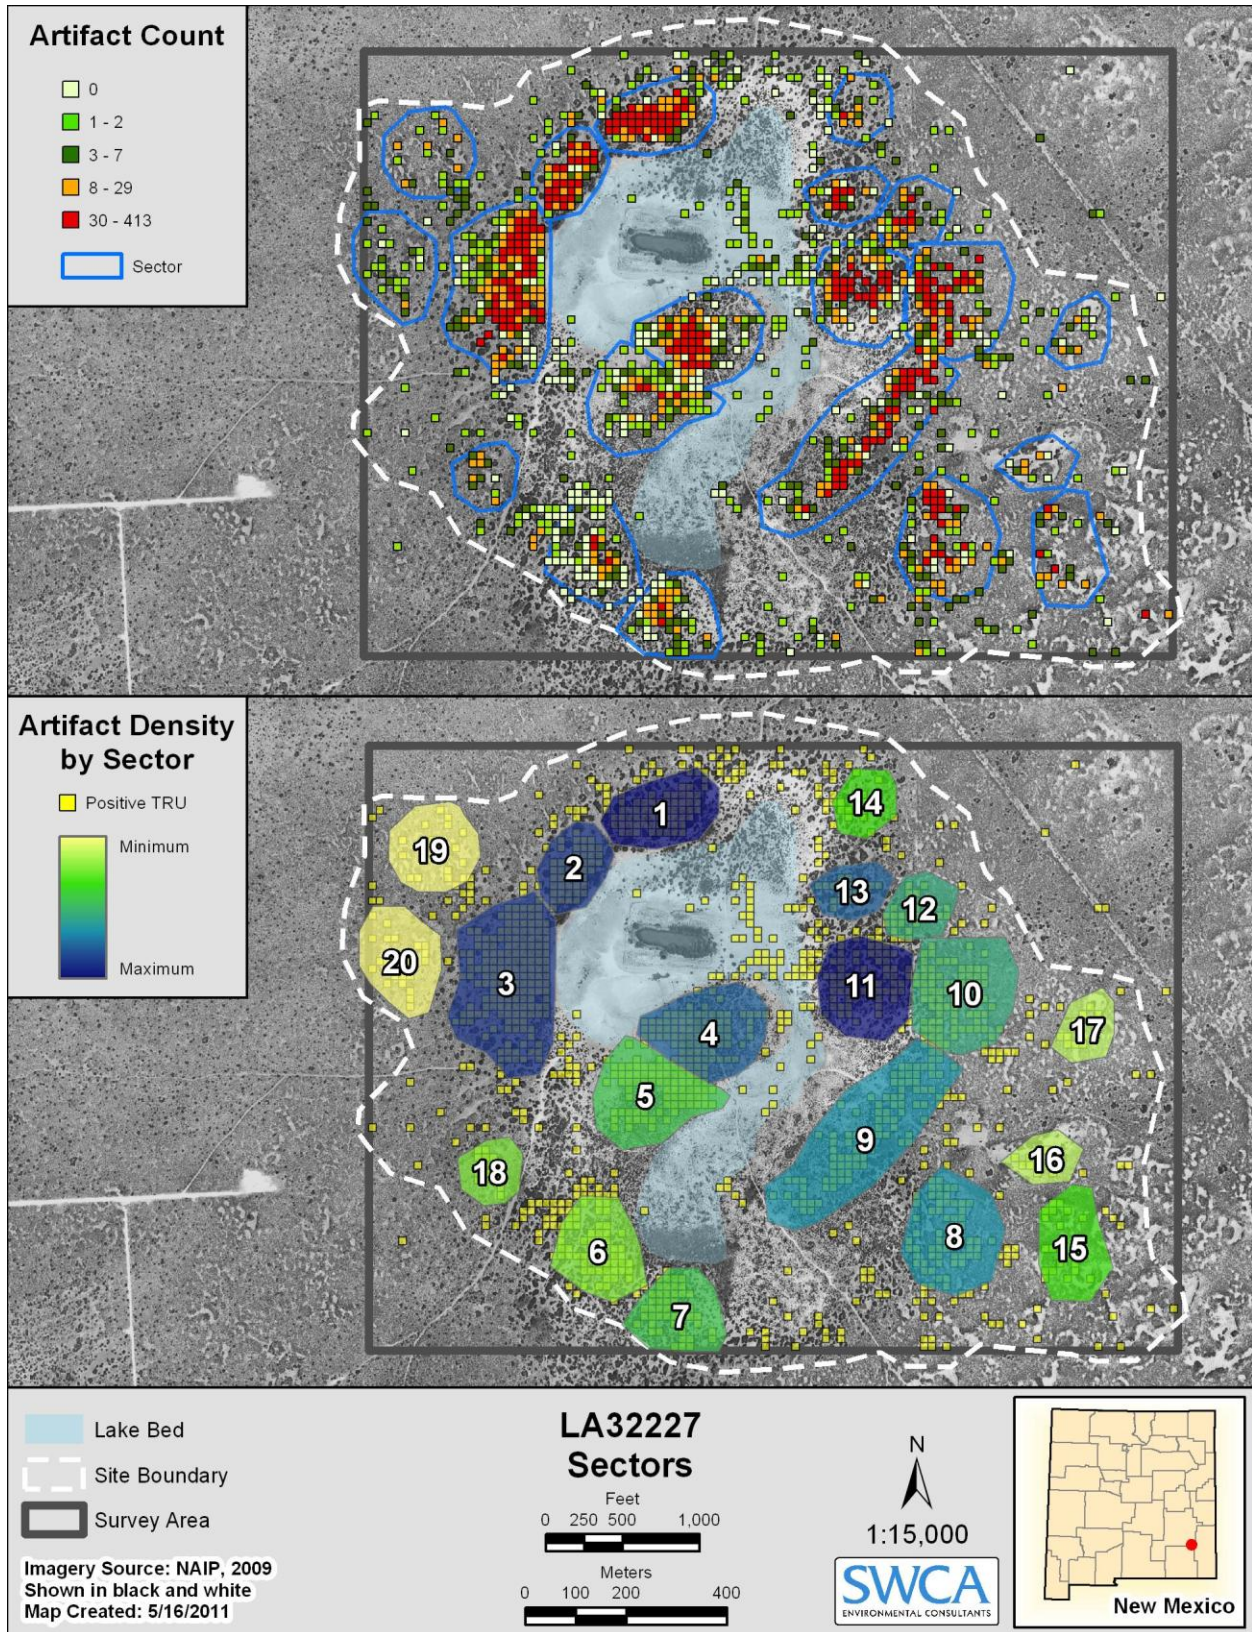 Artifact Count
0
1 - 2
3 - 7
8 - 29
30 - 413
Sector
Artifact Density
by Sector
Positive TRU
Minimum
Maximum
1
14
19
2
13
12
20
3
11
10
4
17
5
9
16
18
8
15
6
7
Lake Bed
Site Boundary
Survey Area
Imagery Source: NAIP, 2009
Shown in black and white
Map Created: 5/16/2011
LA32227
Sectors
Feet
0 250 500 1,000
Meters
0 100 200 400
N
1:15,000
SWCA
ENVIRONMENTAL CONSULTANTS
New Mexico